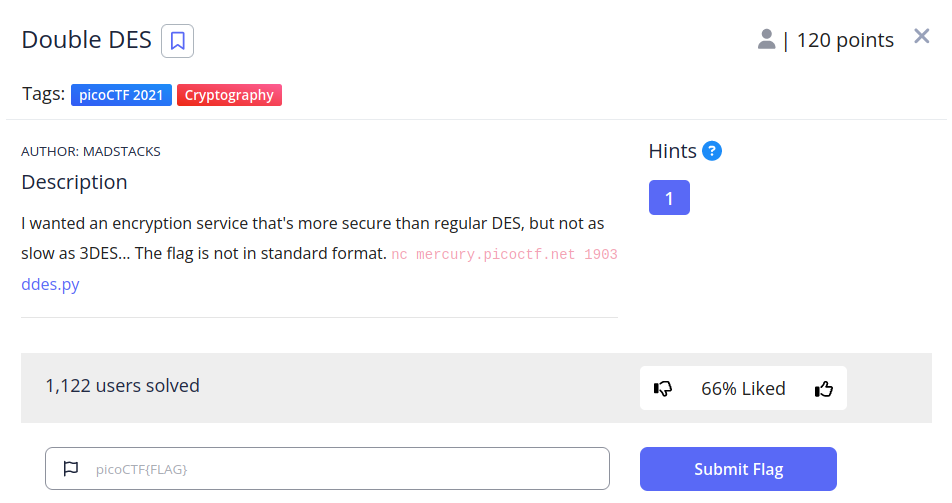 Double DES
| 120 points
Tags: picoCTF 2021 Cryptography
AUTHOR: MADSTACKS
Description
I wanted an encryption service that's more secure than regular DES, but not as
slow as 3DES... The flag is not in standard format. nc mercury.picoctf.net 1903
ddes.py
Hints ?
1
1,122 users solved
66% Liked
picoCTF{FLAG}
Submit Flag